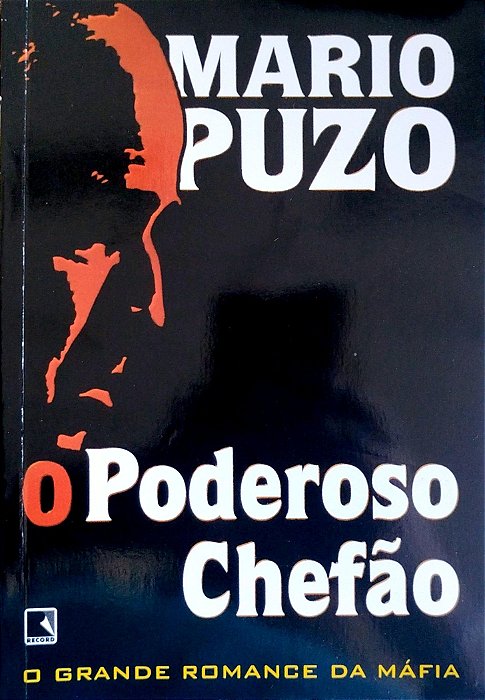 MARIO
PUZO
O Poderoso
Chefão
RECORD
O GRANDE ROMANCE DA MÁFIA